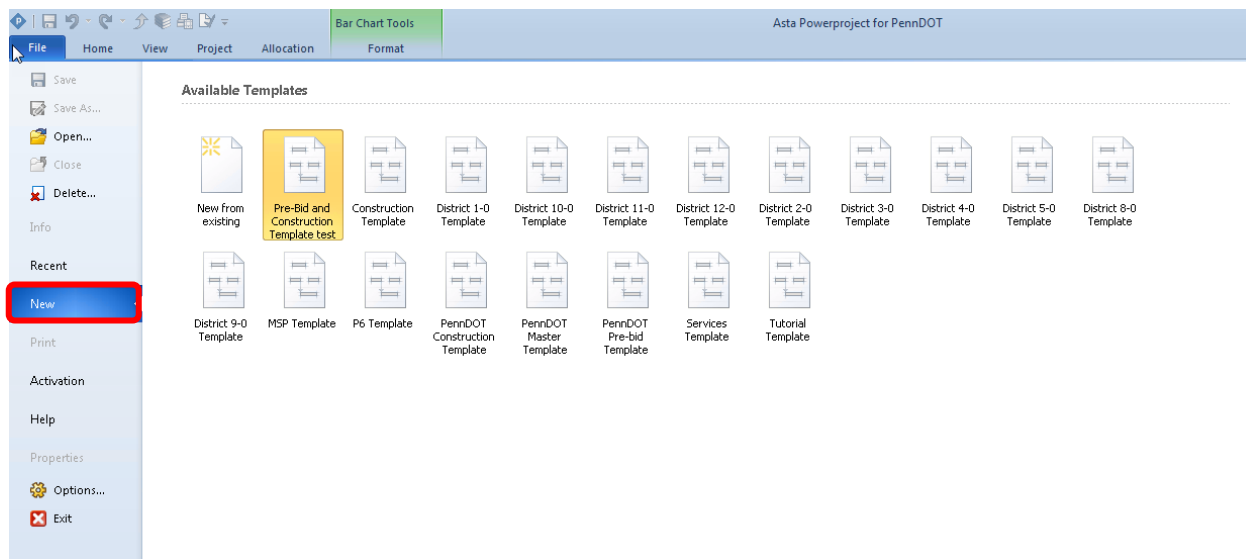 Bar Chart Tools
Asta Powerproject for PennDOT
File Home View Project Allocation Format
Save
Save As...
Open...
Close
Delete...
Info
Recent
New
Print
Activation
Help
Properties
Options...
Exit
Available Templates
New from
existing
Pre-Bid and
Construction
Template test
Construction
Template
District 1-0
Template
District 10-0
Template
District 11-0
Template
District 12-0
Template
District 2-0
Template
District 3-0
Template
District 4-0
Template
District 5-0
Template
District 8-0
Template
District 9-0
Template
MSP Template
P6 Template
PennDOT
Construction
Template
PennDOT
Master
Template
PennDOT
Pre-bid
Template
Services
Template
Tutorial
Template